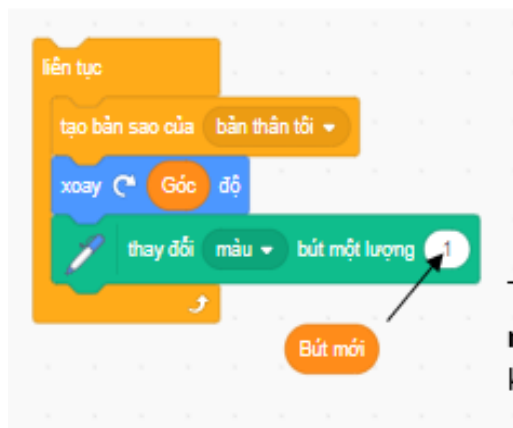 liên tục
tạo bản sao của bản thân tôi
xoay Góc độ
thay đổi màu bút một lượng 1
Bút mới